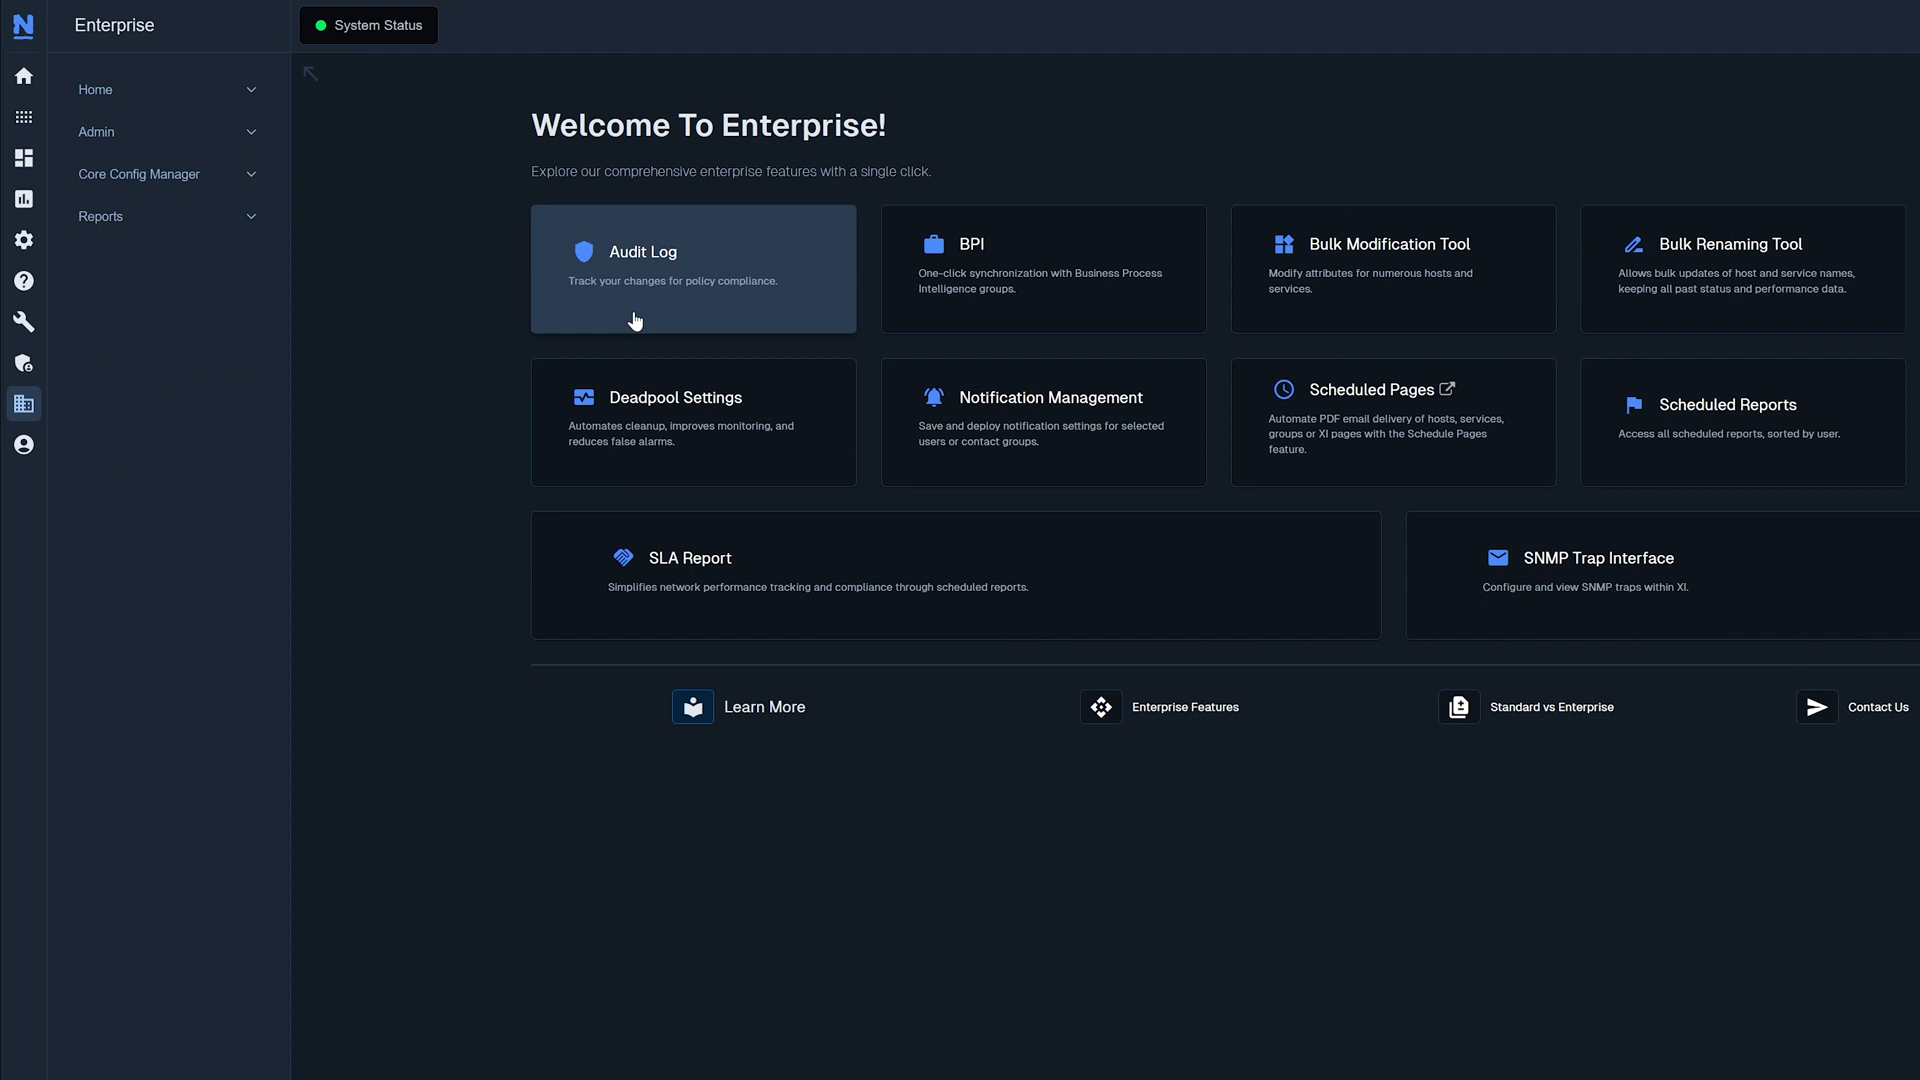 Enterprise
System Status
Home
Admin
Core Config Manager
Reports
Welcome To Enterprise!
Explore our comprehensive enterprise features with a single click.
Audit Log
Track your changes for policy compliance.
BPI
One-click synchronization with Business Process
Intelligence groups.
Bulk Modification Tool
Modify attributes for numerous hosts and
services.
Bulk Renaming Tool
Allows bulk updates of host and service names,
keeping all past status and performance data.
Deadpool Settings
Automates cleanup, improves monitoring, and
reduces false alarms.
Notification Management
Save and deploy notification settings for selected
users or contact groups.
Scheduled Pages
Automate PDF email delivery of hosts, services,
groups or XI pages with the Schedule Pages
feature.
Scheduled Reports
Access all scheduled reports, sorted by user.
SLA Report
Simplifies network performance tracking and compliance through scheduled reports.
SNMP Trap Interface
Configure and view SNMP traps within XI.
Learn More
Enterprise Features
Standard vs Enterprise
Contact Us